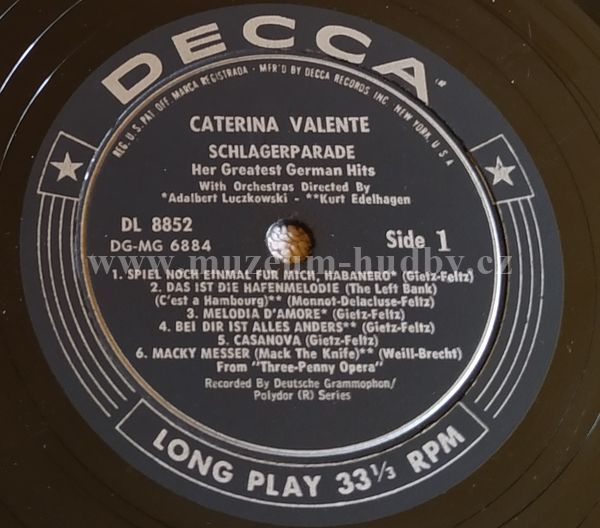 DECCA
REG. U.S. PAT. OFF. MARCA REGISTRADA - MFR'D BY DECCA RECORDS INC. NEW YORK, U S A
CATERINA VALENTE
SCHLAGERPARADE
Her Greatest German Hits
With Orchestras Directed By
*Adalbert Luczkowski - **Kurt Edelhagen
DL 8852
DG-MG 6884
Side 1
www.muzeum-hudby.cz
1. SPIEL NOCH EINMAL FUR MICH, HABANERO* (Gietz-Feltz)
2. DAS IST DIE HAFENMELODIE (The Left Bank)
(C'est a Hambourg)** (Monnot-Delacluse-Feltz)
3. MELODIA D'AMORE* (Gietz-Feltz)
4. BEI DIR IST ALLES ANDERS** (Gietz-Feltz)
5. CASANOVA (Gietz-Feltz)
6. MACKY MESSER (Mack The Knife)** (Weill-Brecht)
From "Three-Penny Opera"
Recorded By Deutsche Grammophon/
Polydor (R) Series
LONG PLAY 33⅓ RPM